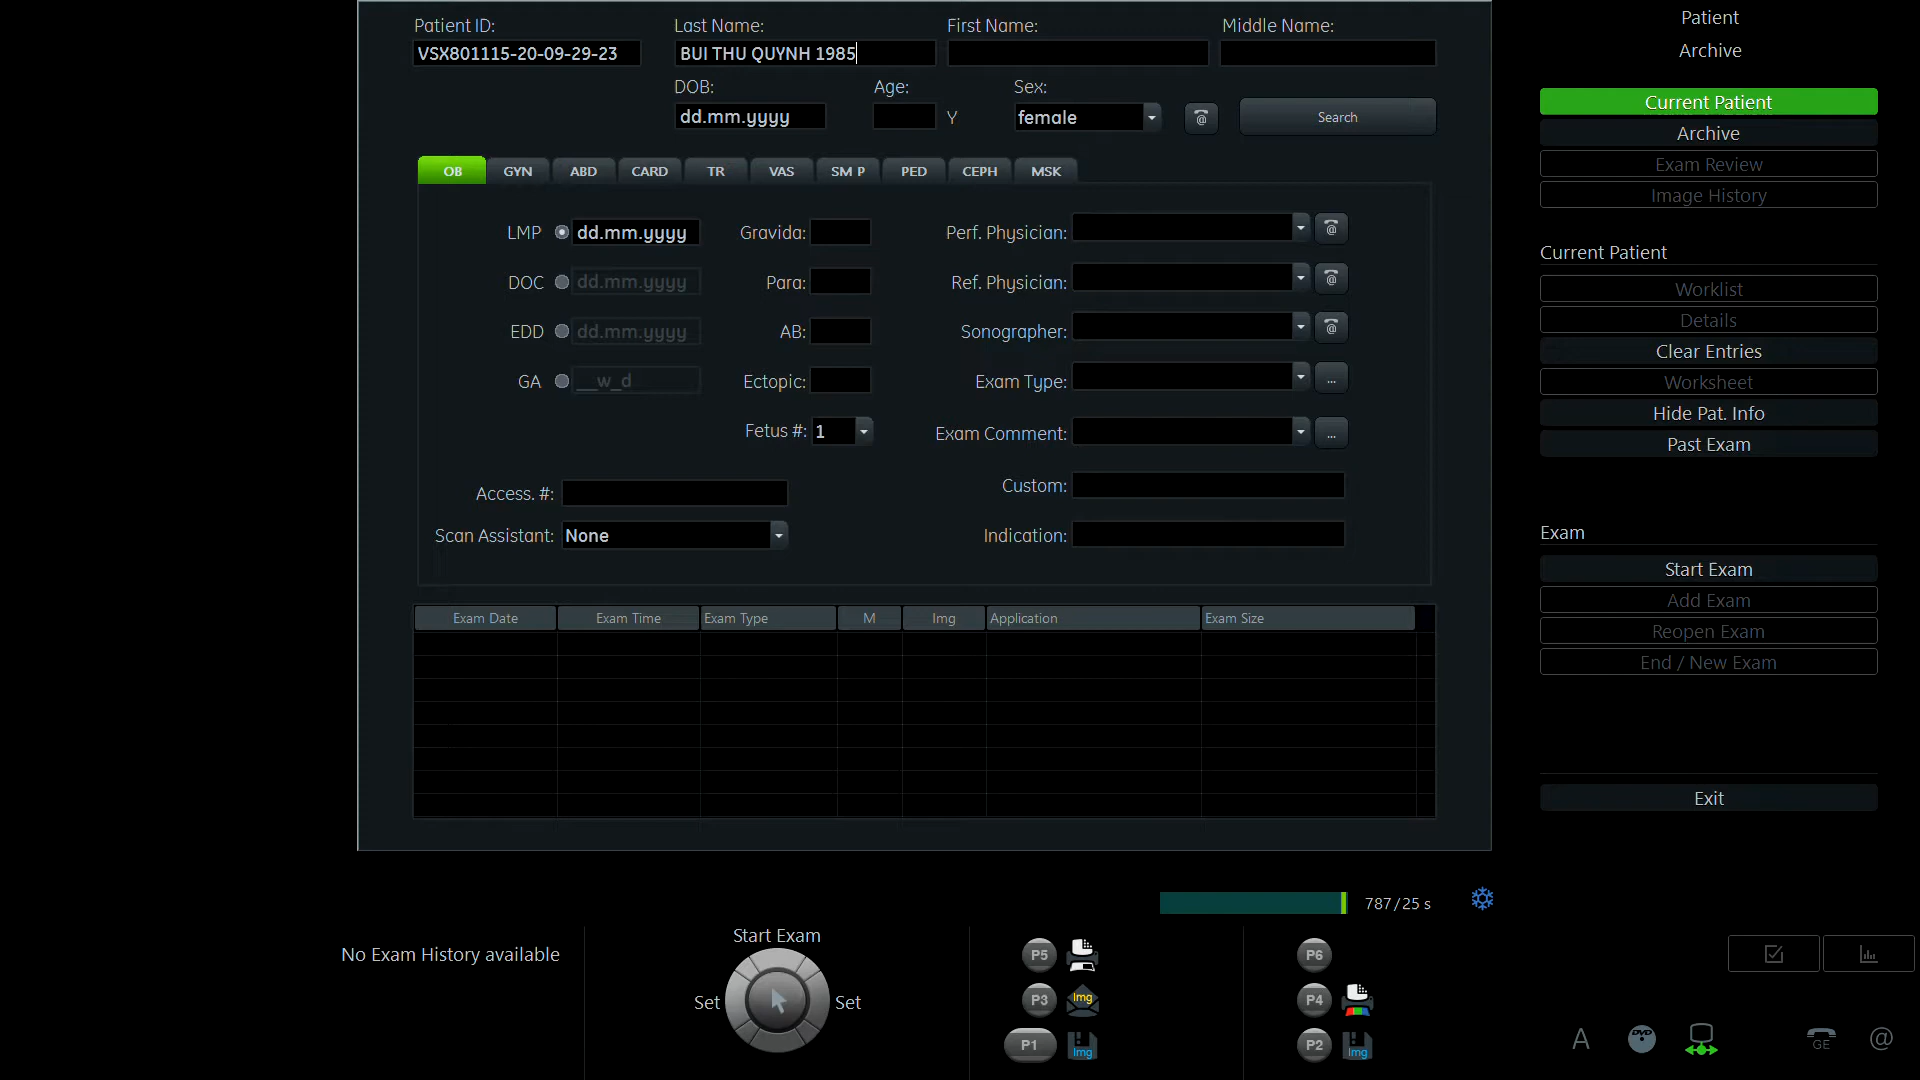 Patient ID: Last Name: First Name: Middle Name:
VSX801115-20-09-29-23 BUI THU QUYNH 1985
DOB: Age: Sex:
dd.mm.yyyy Y female @ Search
OB GYN ABD CARD TR VAS SM P PED CEPH MSK
LMP dd.mm.yyyy Gravida: Perf. Physician: @
DOC dd.mm.yyyy Para: Ref. Physician: @
EDD dd.mm.yyyy AB: Sonographer: @
GA __w_d Ectopic: Exam Type: ...
Fetus #: 1 Exam Comment: ...
Access. #: Custom:
Scan Assistant: None Indication:
Exam Date Exam Time Exam Type M Img Application Exam Size
Patient
Archive
Current Patient
Archive
Exam Review
Image History
Current Patient
Worklist
Details
Clear Entries
Worksheet
Hide Pat. Info
Past Exam
Exam
Start Exam
Add Exam
Reopen Exam
End / New Exam
Exit
787/25 s
No Exam History available
Start Exam
Set Set
P5 P6
P3 Img P4
P1 Img P2 Img
A DVD GE @